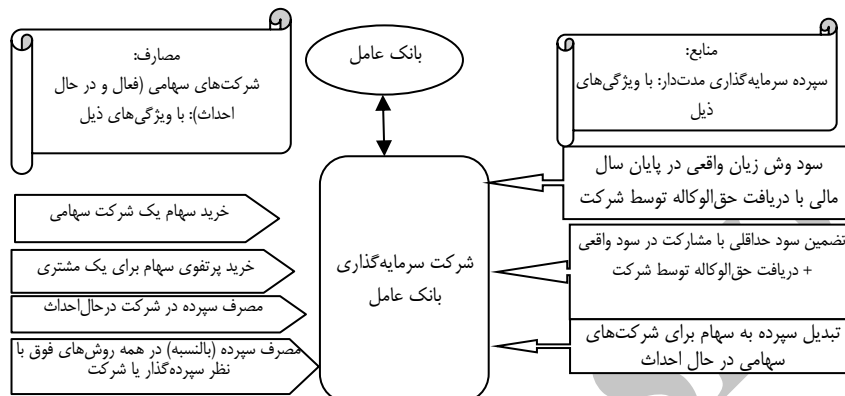 منابع:
سپرده سرمایه‌گذاری مدت‌دار: با ویژگی‌های
ذیل
بانک عامل
مصارف:
شرکت‌های سهامی (فعال و در حال
احداث): با ویژگی‌های ذیل
سود وش زیان واقعی در پایان سال
مالی با دریافت حق‌الوکاله توسط شرکت
تضمین سود حداقلی با مشارکت در سود واقعی
+ دریافت حق‌الوکاله توسط شرکت
تبدیل سپرده به سهام برای شرکت‌های
سهامی در حال احداث
شرکت سرمایه‌گذاری
بانک عامل
خرید سهام یک شرکت سهامی
خرید پرتفوی سهام برای یک مشتری
مصرف سپرده در شرکت درحال‌احداث
مصرف سپرده (بالنسبه) در همه روش‌های فوق با
نظر سپرده‌گذار یا شرکت